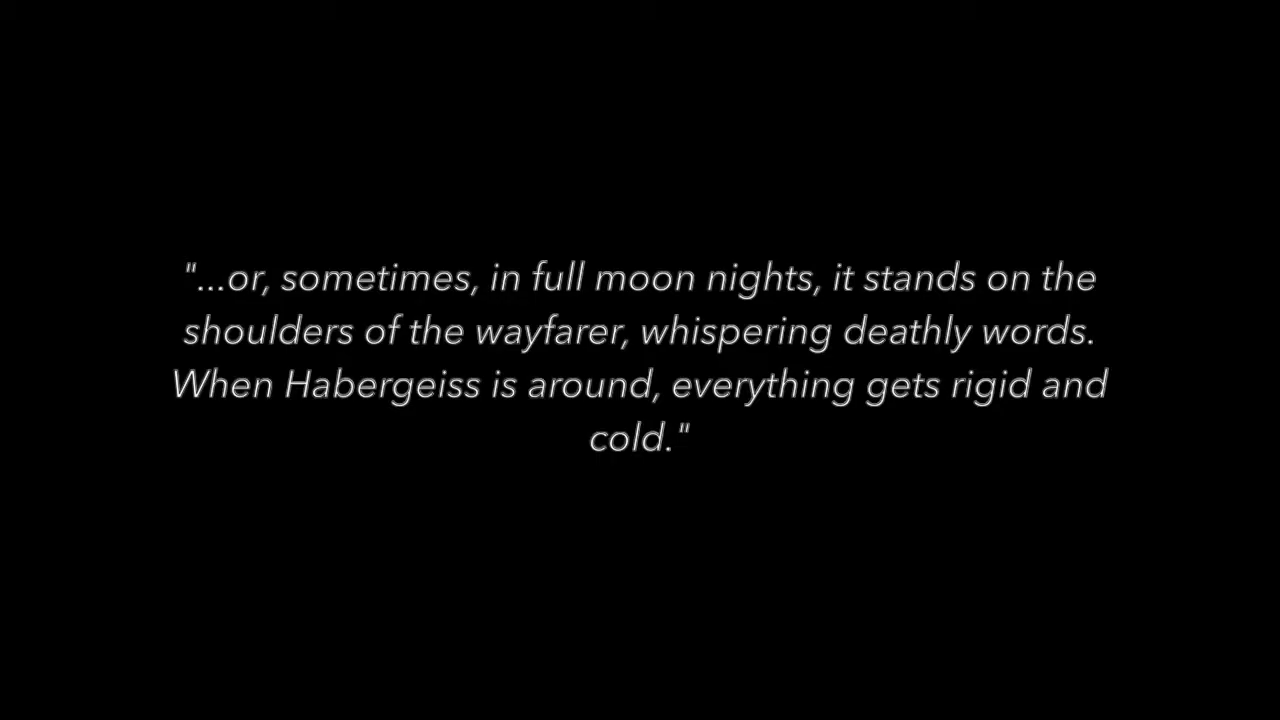 "...or, sometimes, in full moon nights, it stands on the
shoulders of the wayfarer, whispering deathly words.
When Habergeiss is around, everything gets rigid and
cold."